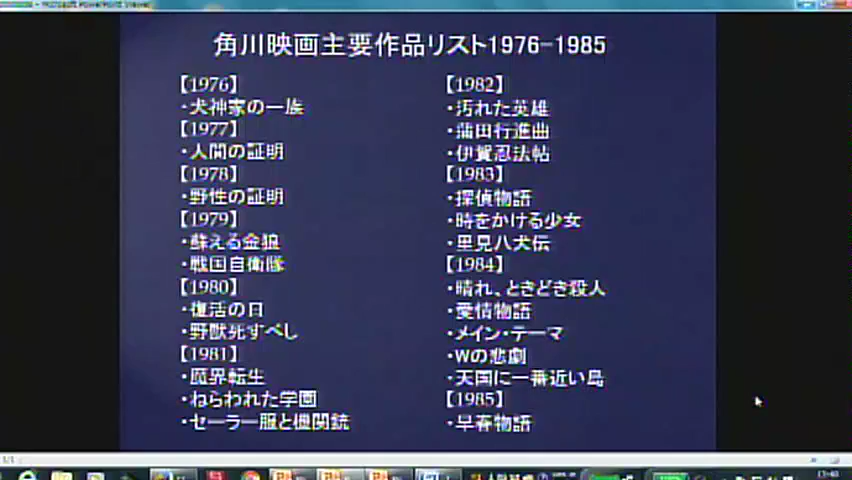 角川映画主要作品リスト1976-1985
【1976】
・犬神家の一族
【1977】
・人間の証明
【1978】
・野性の証明
【1979】
・蘇える金狼
・戦国自衛隊
【1980】
・復活の日
・野獣死すべし
【1981】
・魔界転生
・ねらわれた学園
・セーラー服と機関銃
【1982】
・汚れた英雄
・蒲田行進曲
・伊賀忍法帖
【1983】
・探偵物語
・時をかける少女
・里見八犬伝
【1984】
・晴れ、ときどき殺人
・愛情物語
・メイン・テーマ
・Wの悲劇
・天国に一番近い島
【1985】
・早春物語
1/1